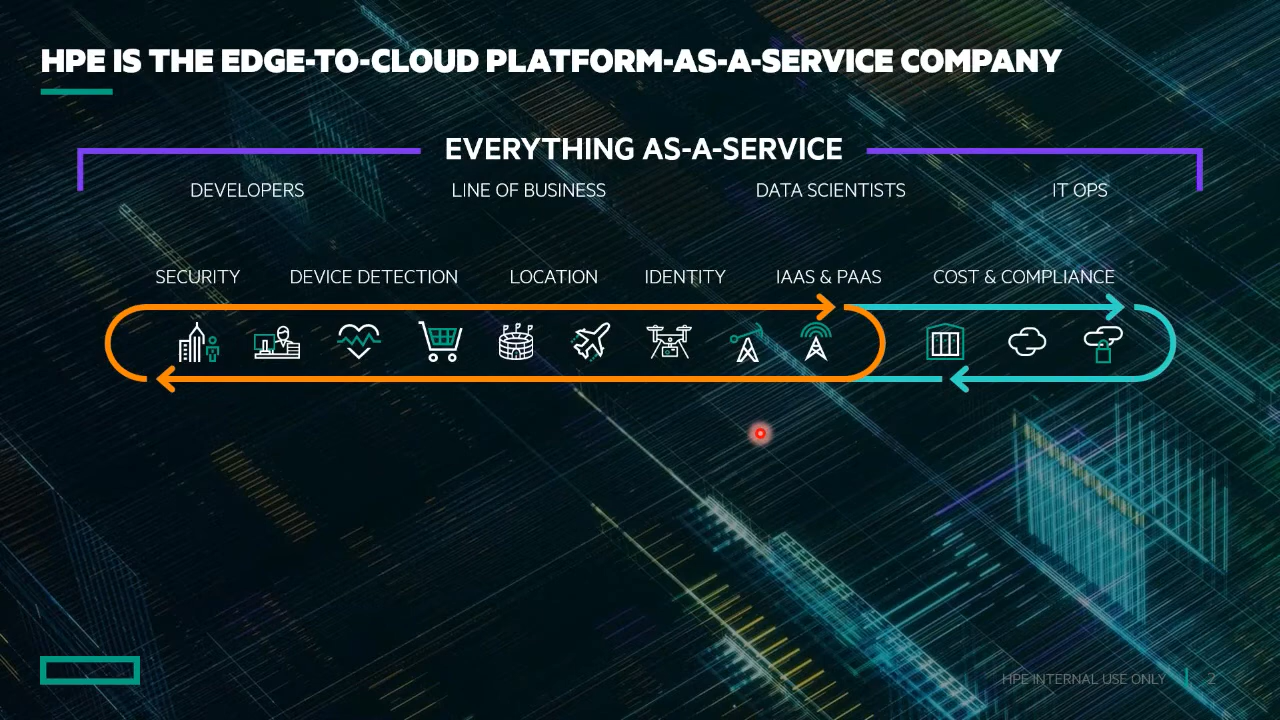 HPE IS THE EDGE-TO-CLOUD PLATFORM-AS-A-SERVICE COMPANY
EVERYTHING AS-A-SERVICE
DEVELOPERS LINE OF BUSINESS DATA SCIENTISTS IT OPS
SECURITY DEVICE DETECTION LOCATION IDENTITY IAAS & PAAS COST & COMPLIANCE
HPE INTERNAL USE ONLY 2